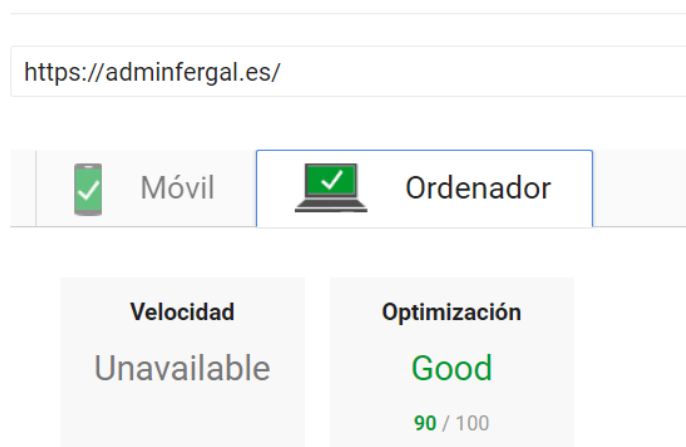 https://adminfergal.es/
Móvil
Ordenador
Velocidad
Optimización
Unavailable
Good
90 / 100